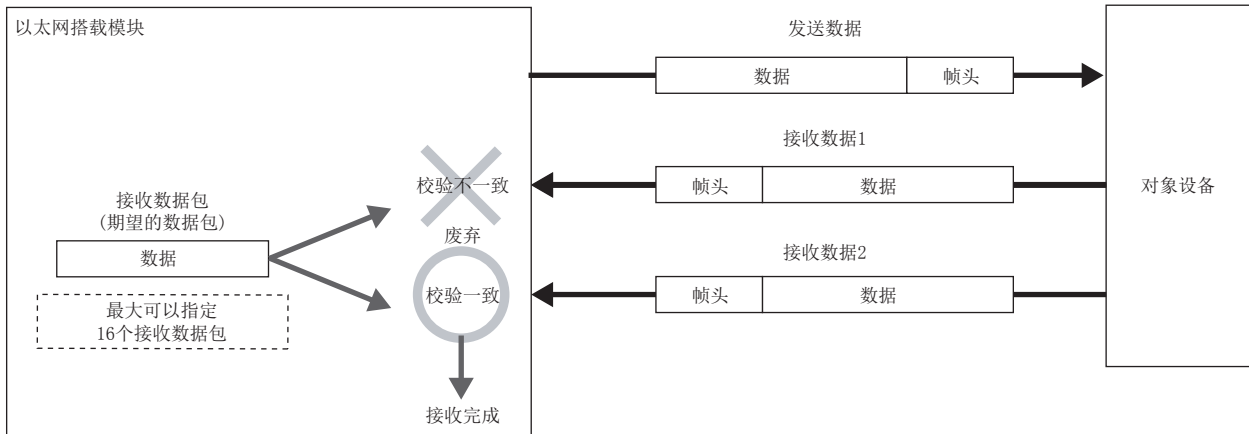 以太网搭载模块
发送数据
数据
帧头
接收数据1
帧头
数据
校验不一致
对象设备
接收数据包
(期望的数据包)
数据
废弃
接收数据2
帧头
数据
校验一致
最大可以指定
16个接收数据包
接收完成